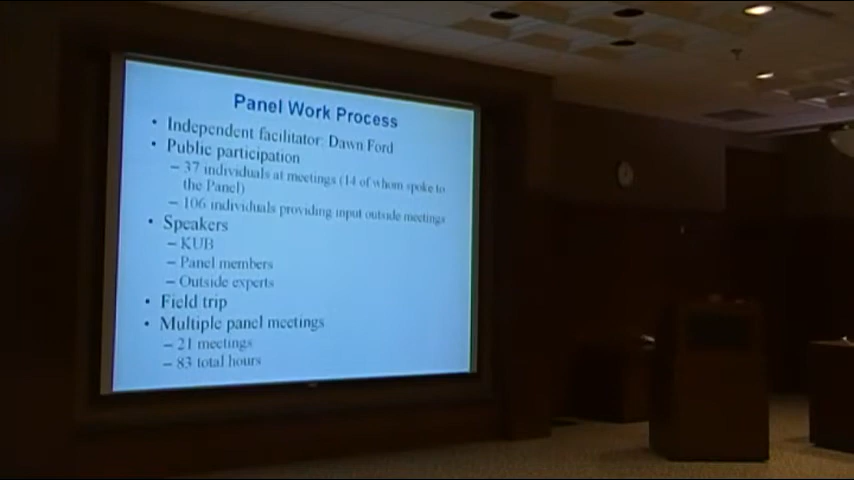 Panel Work Process
• Independent facilitator: Dawn Ford
• Public participation
– 37 individuals at meetings (14 of whom spoke to
the Panel)
– 106 individuals providing input outside meetings
• Speakers
– KUB
– Panel members
– Outside experts
• Field trip
• Multiple panel meetings
– 21 meetings
– 83 total hours